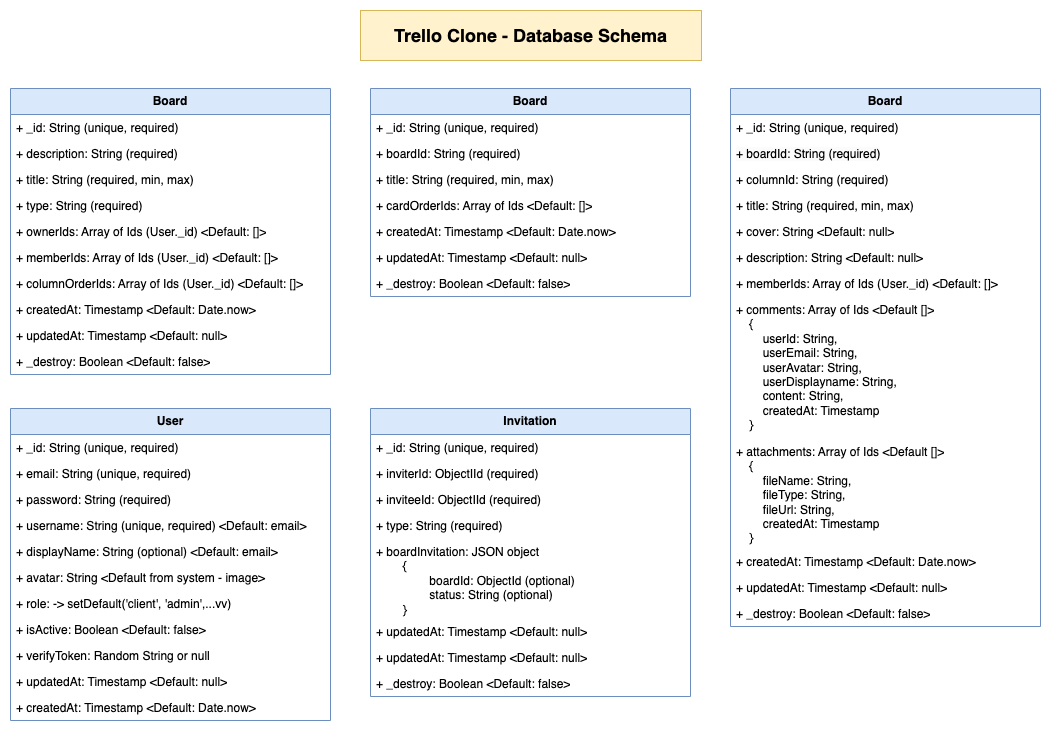 Trello Clone - Database Schema
Board
+ _id: String (unique, required)
+ description: String (required)
+ title: String (required, min, max)
+ type: String (required)
+ ownerIds: Array of Ids (User._id) <Default: []>
+ memberIds: Array of Ids (User._id) <Default: []>
+ columnOrderIds: Array of Ids (User._id) <Default: []>
+ createdAt: Timestamp <Default: Date.now>
+ updatedAt: Timestamp <Default: null>
+ _destroy: Boolean <Default: false>
Board
+ _id: String (unique, required)
+ boardId: String (required)
+ title: String (required, min, max)
+ cardOrderIds: Array of Ids <Default: []>
+ createdAt: Timestamp <Default: Date.now>
+ updatedAt: Timestamp <Default: null>
+ _destroy: Boolean <Default: false>
Board
+ _id: String (unique, required)
+ boardId: String (required)
+ columnId: String (required)
+ title: String (required, min, max)
+ cover: String <Default: null>
+ description: String <Default: null>
+ memberIds: Array of Ids (User._id) <Default: []>
+ comments: Array of Ids <Default []>
{
userId: String,
userEmail: String,
userAvatar: String,
userDisplayname: String,
content: String,
createdAt: Timestamp
}
+ attachments: Array of Ids <Default []>
{
fileName: String,
fileType: String,
fileUrl: String,
createdAt: Timestamp
}
+ createdAt: Timestamp <Default: Date.now>
+ updatedAt: Timestamp <Default: null>
+ _destroy: Boolean <Default: false>
User
+ _id: String (unique, required)
+ email: String (unique, required)
+ password: String (required)
+ username: String (unique, required) <Default: email>
+ displayName: String (optional) <Default: email>
+ avatar: String <Default from system - image>
+ role: -> setDefault('client', 'admin',...vv)
+ isActive: Boolean <Default: false>
+ verifyToken: Random String or null
+ updatedAt: Timestamp <Default: null>
+ createdAt: Timestamp <Default: Date.now>
Invitation
+ _id: String (unique, required)
+ inviterId: ObjectIId (required)
+ inviteeId: ObjectIId (required)
+ type: String (required)
+ boardInvitation: JSON object
{
boardId: ObjectId (optional)
status: String (optional)
}
+ updatedAt: Timestamp <Default: null>
+ updatedAt: Timestamp <Default: null>
+ _destroy: Boolean <Default: false>